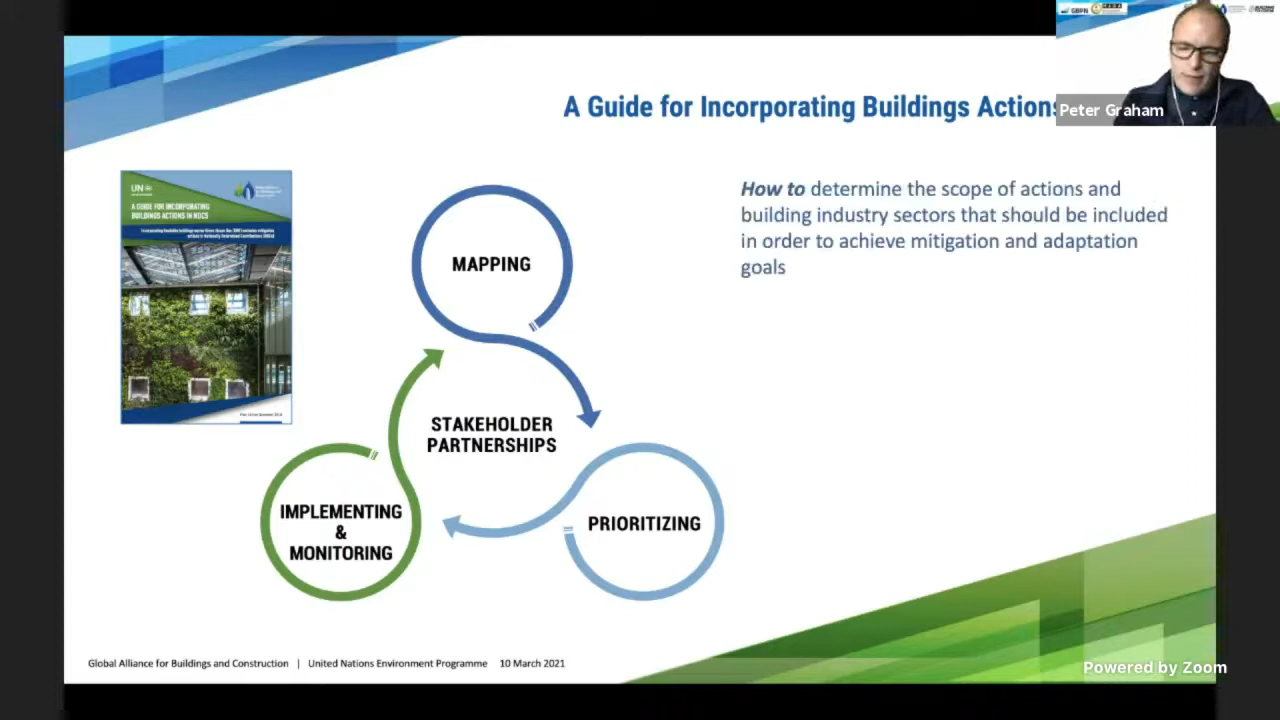 GBPN
A Guide for Incorporating Buildings Actions
Peter Graham
UN
A GUIDE FOR INCORPORATING
BUILDINGS ACTIONS IN NDCS
How to determine the scope of actions and
building industry sectors that should be included
in order to achieve mitigation and adaptation
goals
MAPPING
STAKEHOLDER
PARTNERSHIPS
IMPLEMENTING
&
MONITORING
PRIORITIZING
Global Alliance for Buildings and Construction | United Nations Environment Programme 10 March 2021
Powered by Zoom